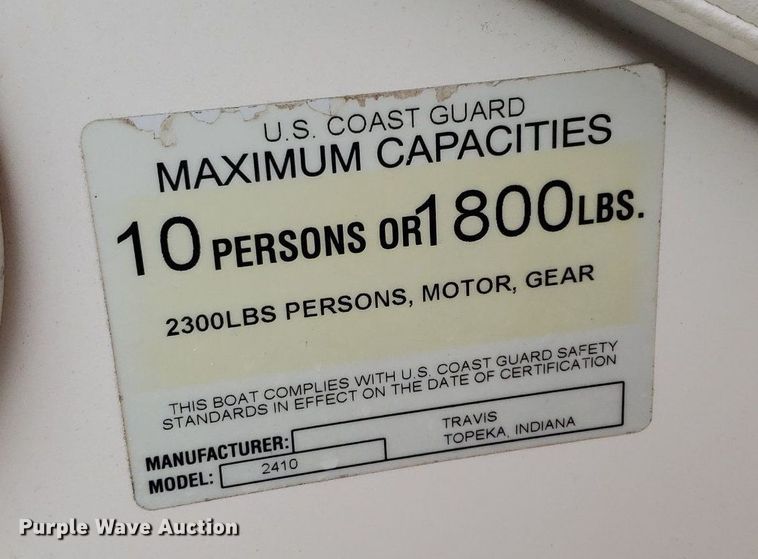 U.S. COAST GUARD
MAXIMUM CAPACITIES
10 PERSONS OR 1800 LBS.
2300LBS PERSONS, MOTOR, GEAR
THIS BOAT COMPLIES WITH U.S. COAST GUARD SAFETY
STANDARDS IN EFFECT ON THE DATE OF CERTIFICATION
MANUFACTURER: TRAVIS
TOPEKA, INDIANA
MODEL: 2410
Purple Wave Auction